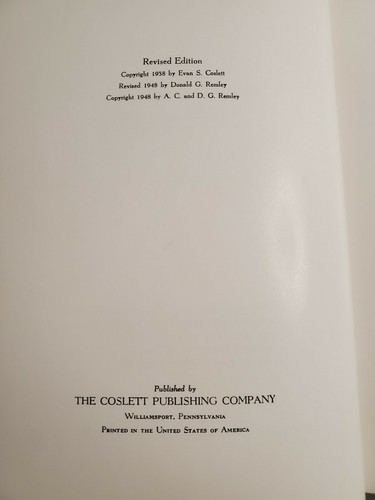 Revised Edition
Copyright 1938 by Evan S. Coslett
Revised 1948 by Donald G. Remley
Copyright 1948 by A. C. and D. G. Remley
Published by
THE COSLETT PUBLISHING COMPANY
Williamsport, Pennsylvania
Printed in the United States of America